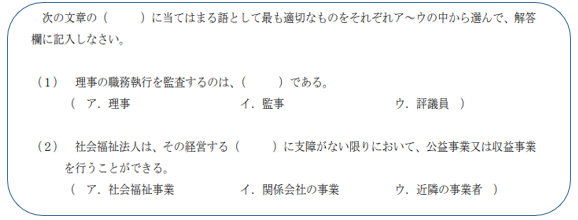 次の文章の（　　　）に当てはまる語として最も適切なものをそれぞれア～ウの中から選んで、解答
欄に記入しなさい。
（１）　理事の職務執行を監査するのは、（　　　）である。
（　ア．理事　　　イ．監事　　　ウ．評議員　）
（２）　社会福祉法人は、その経営する（　　　）に支障がない限りにおいて、公益事業又は収益事業
を行うことができる。
（　ア．社会福祉事業　　　イ．関係会社の事業　　　ウ．近隣の事業者　）